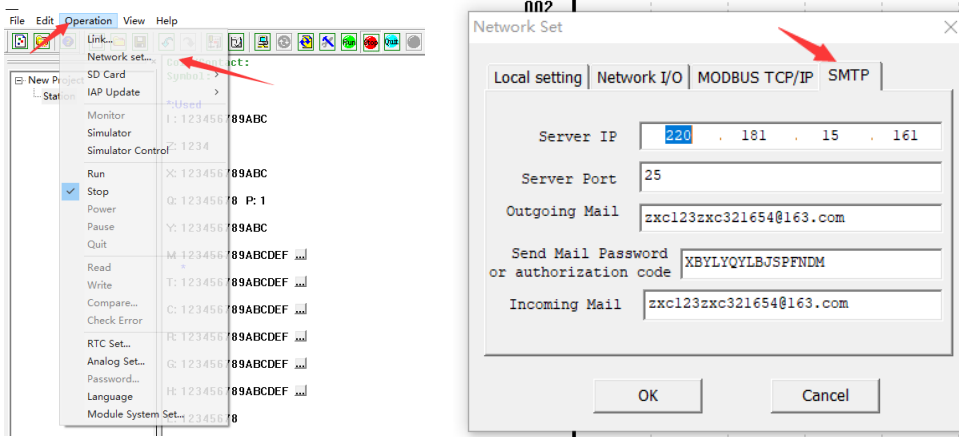 File Edit Operation View Help
Link...
Network set...
SD Card
IAP Update
Monitor
Simulator
Simulator Control
Run
Stop
Power
Pause
Quit
Read
Write
Compare...
Check Error
RTC Set...
Analog Set...
Password...
Language
Module System Set...
New Project
Station
Symbol:
*:Used
I : 123456789ABC
Z: 1234
X: 123456789ABC
Q: 12345678 P: 1
Y: 123456789ABC
M: 123456789ABCDEF ...
T: 123456789ABCDEF ...
C: 123456789ABCDEF ...
R: 123456789ABCDEF ...
G: 123456789ABCDEF ...
H: 123456789ABCDEF ...
L: 12345678
002
Network Set
Local setting Network I/O MODBUS TCP/IP SMTP
Server IP 220 . 181 . 15 . 161
Server Port 25
Outgoing Mail zxc123zxc321654@163.com
Send Mail Password
or authorization code XBYLYQYLBJSPFNDM
Incoming Mail zxc123zxc321654@163.com
OK Cancel